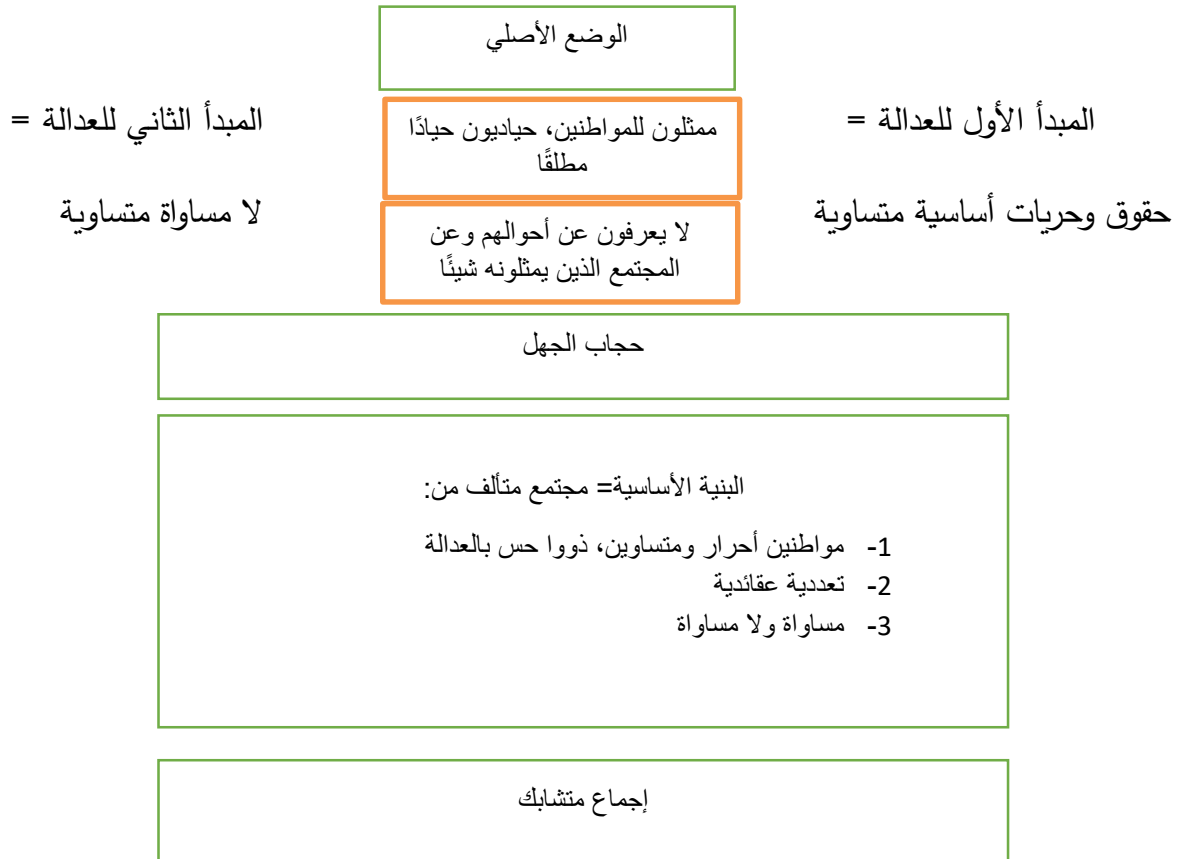 الوضع الأصلي
المبدأ الأول للعدالة =
حقوق وحريات أساسية متساوية
ممثلون للمواطنين، حياديون حيادًا
مطلقًا
لا يعرفون عن أحوالهم وعن
المجتمع الذين يمثلونه شيئًا
المبدأ الثاني للعدالة =
لا مساواة متساوية
حجاب الجهل
البنية الأساسية= مجتمع متألف من:
1- مواطنين أحرار ومتساوين، ذووا حس بالعدالة
2- تعددية عقائدية
3- مساواة ولا مساواة
إجماع متشابك